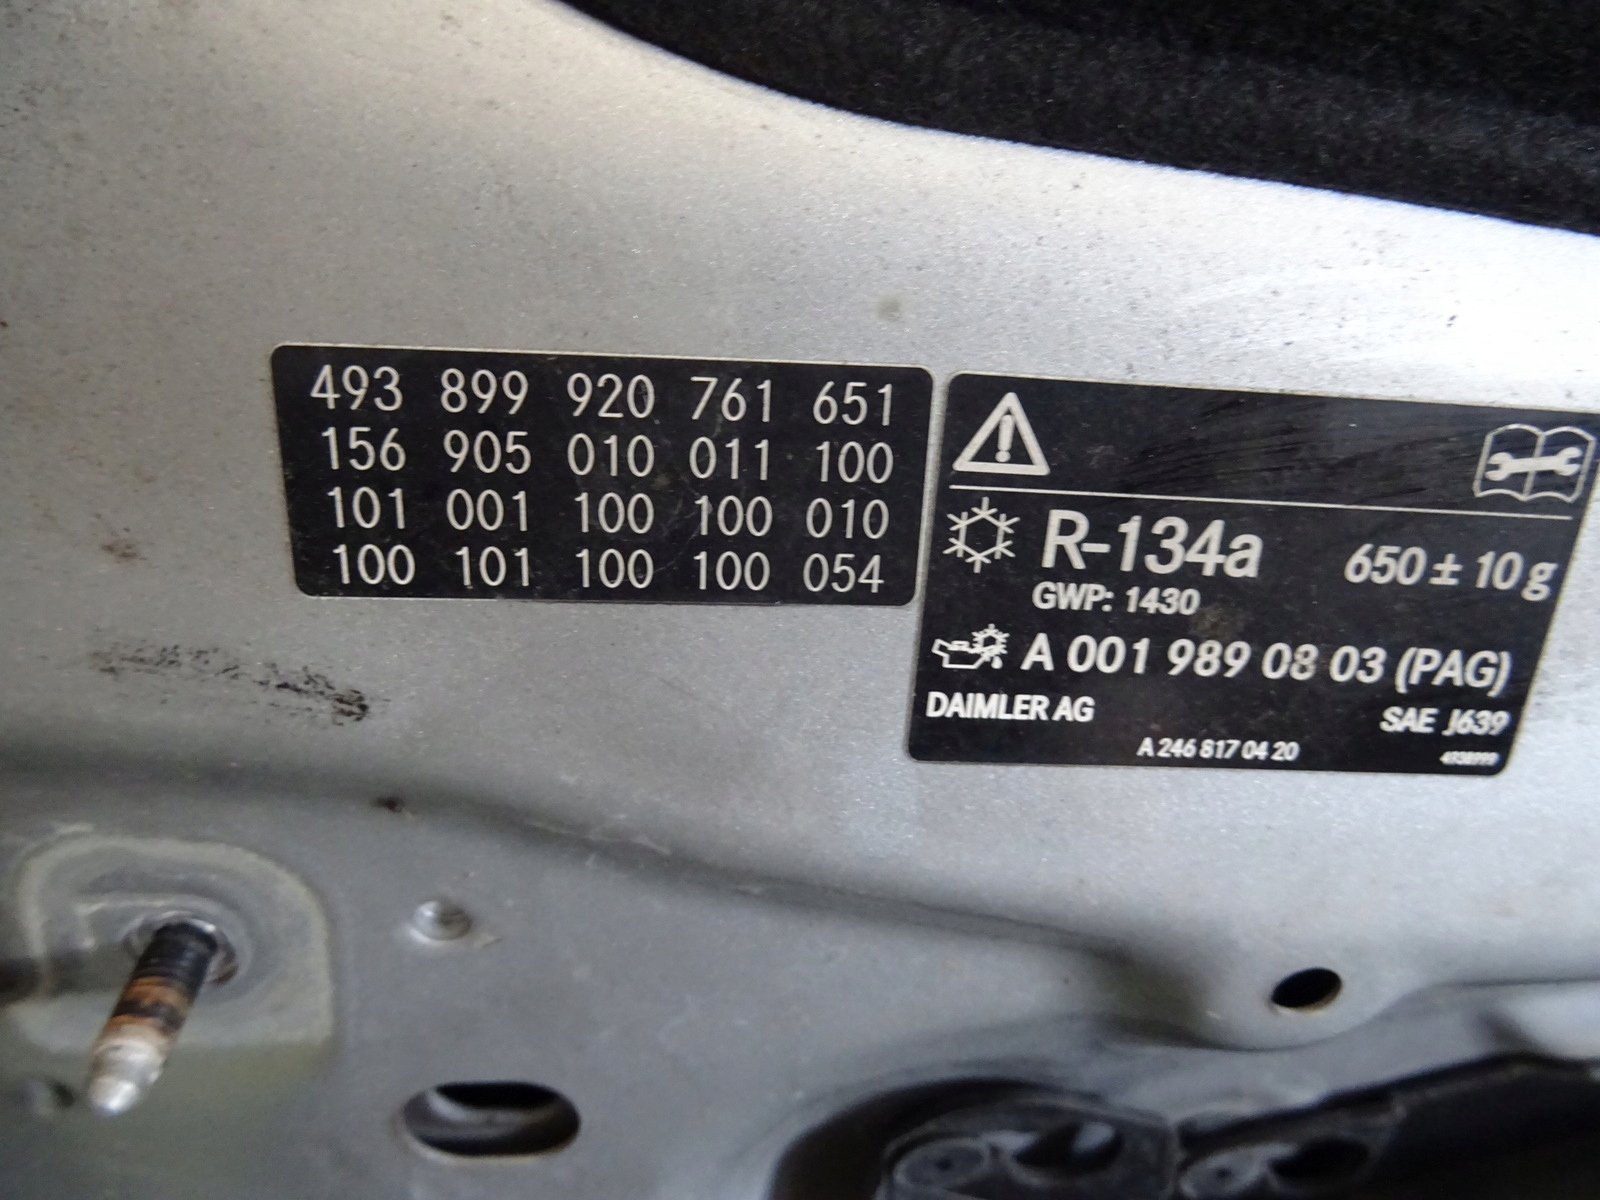 493 899 920 761 651
156 905 010 011 100
101 001 100 100 010
100 101 100 100 054
R-134a 650 ± 10 g
GWP: 1430
A 001 989 08 03 (PAG)
DAIMLER AG SAE J639
A 246 817 04 20